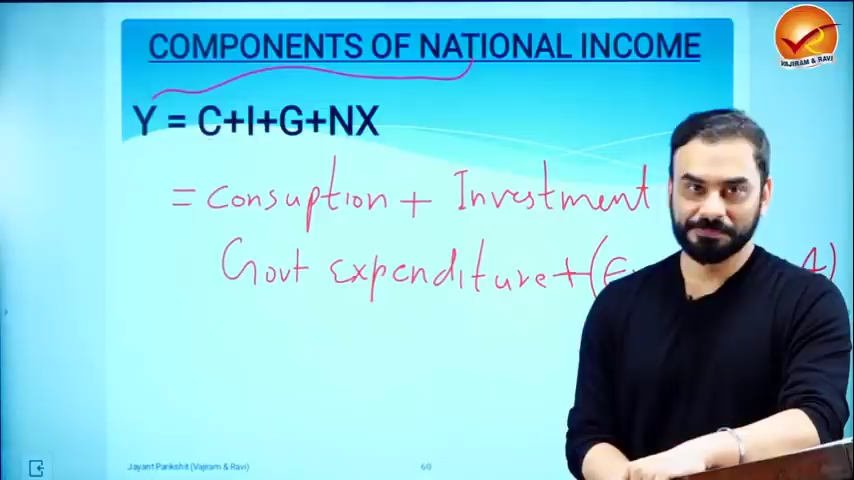 COMPONENTS OF NATIONAL INCOME
VAJIRAM & RAVI
Y = C+I+G+NX
= Consuption + Investment
Govt Expenditure + (
Jayant Parikshit (Vajiram & Ravi)
60